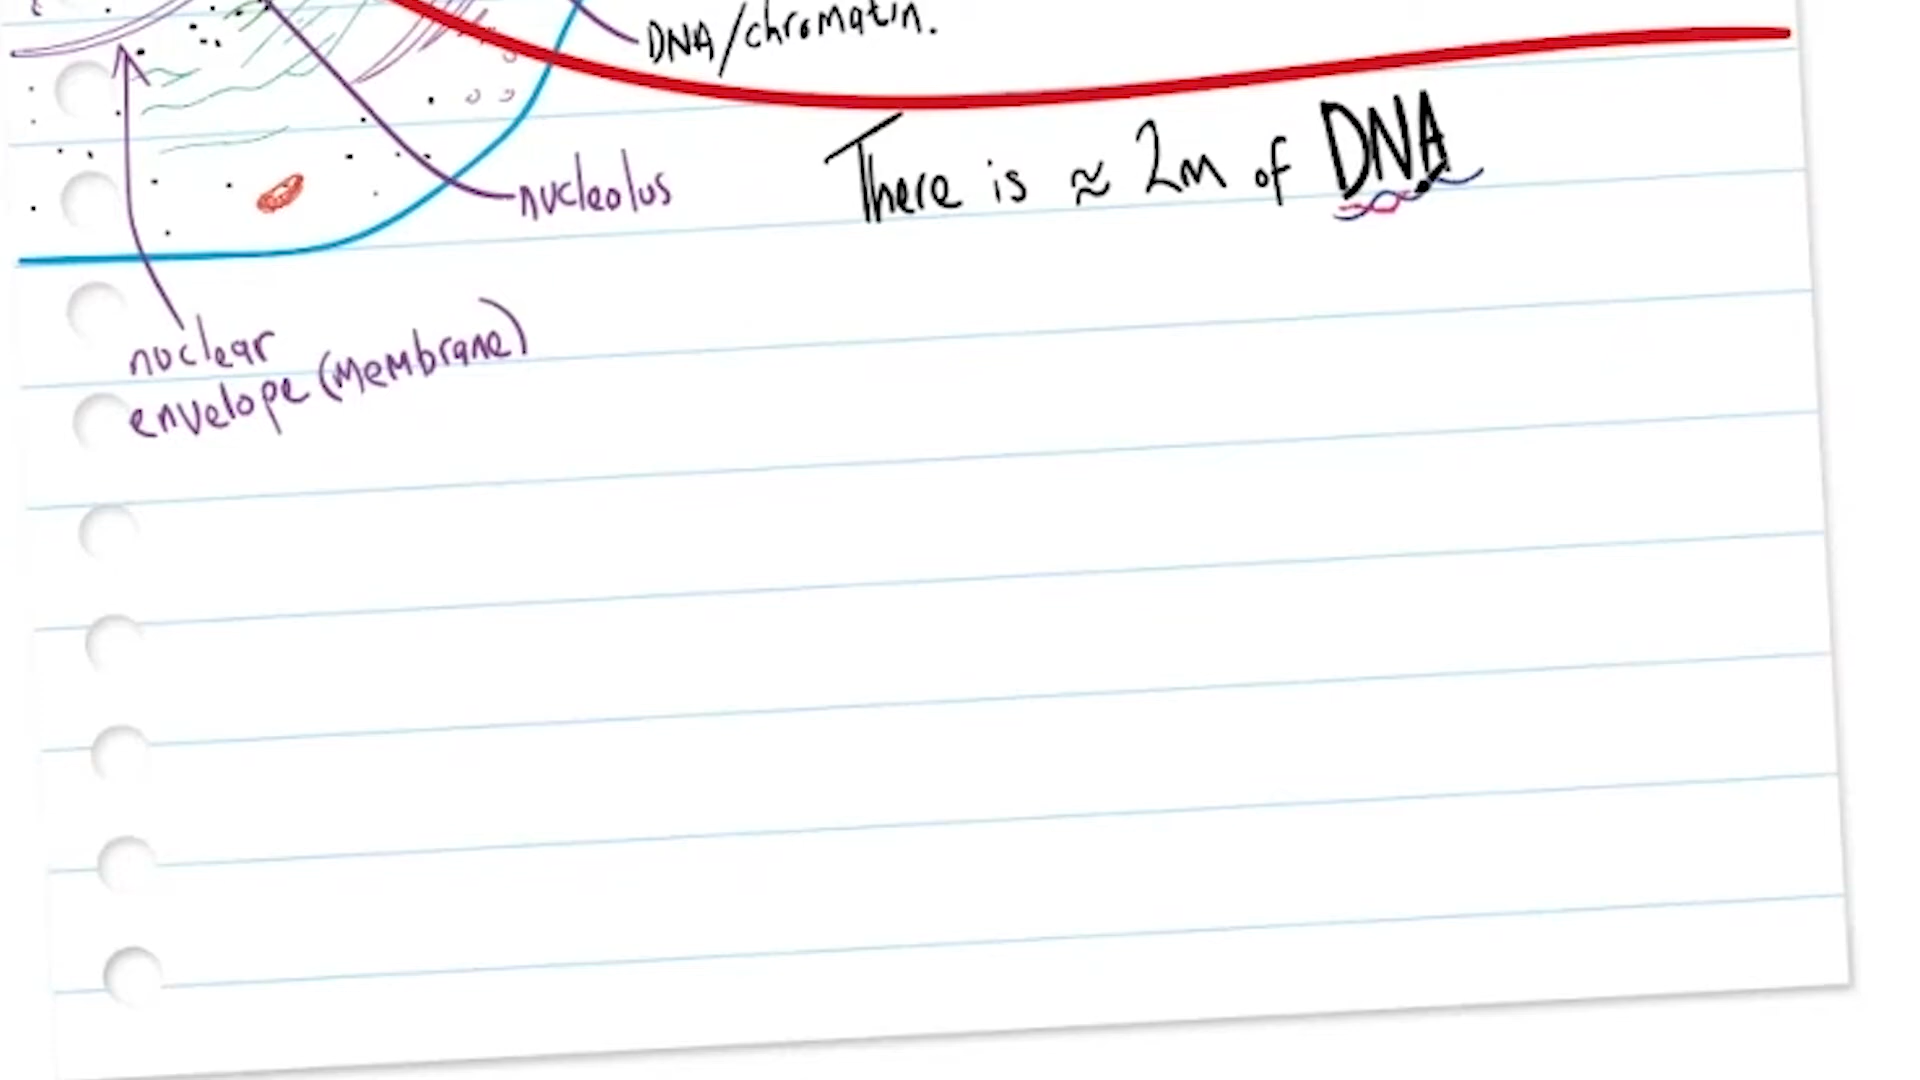 DNA/chromatin.
There is ≈ 2m of DNA
nucleolus
nuclear
envelope (membrane)